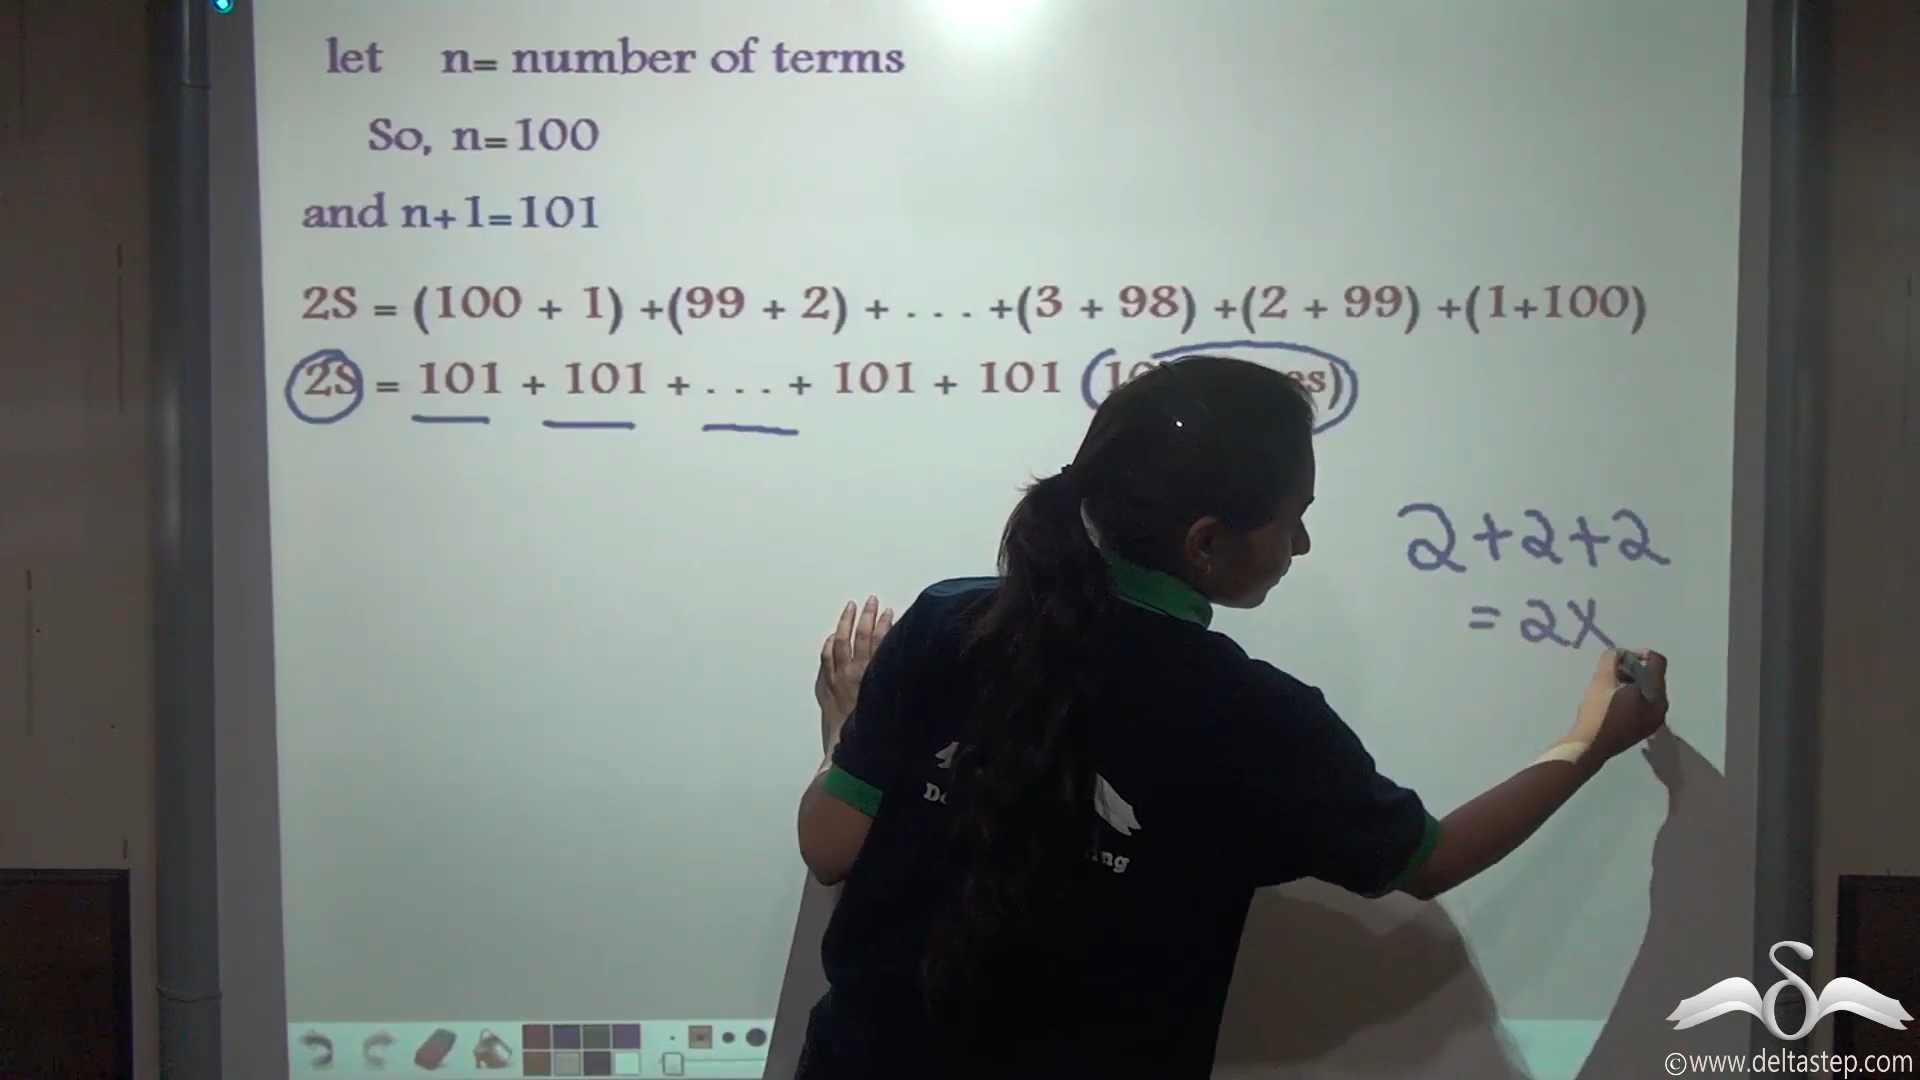 let n= number of terms
So, n=100
and n+1=101
2S = (100 + 1) +(99 + 2) + . . . +(3 + 98) +(2 + 99) +(1+100)
2S = 101 + 101 + . . . + 101 + 101
2+2+2
= 2X
©www.deltastep.com